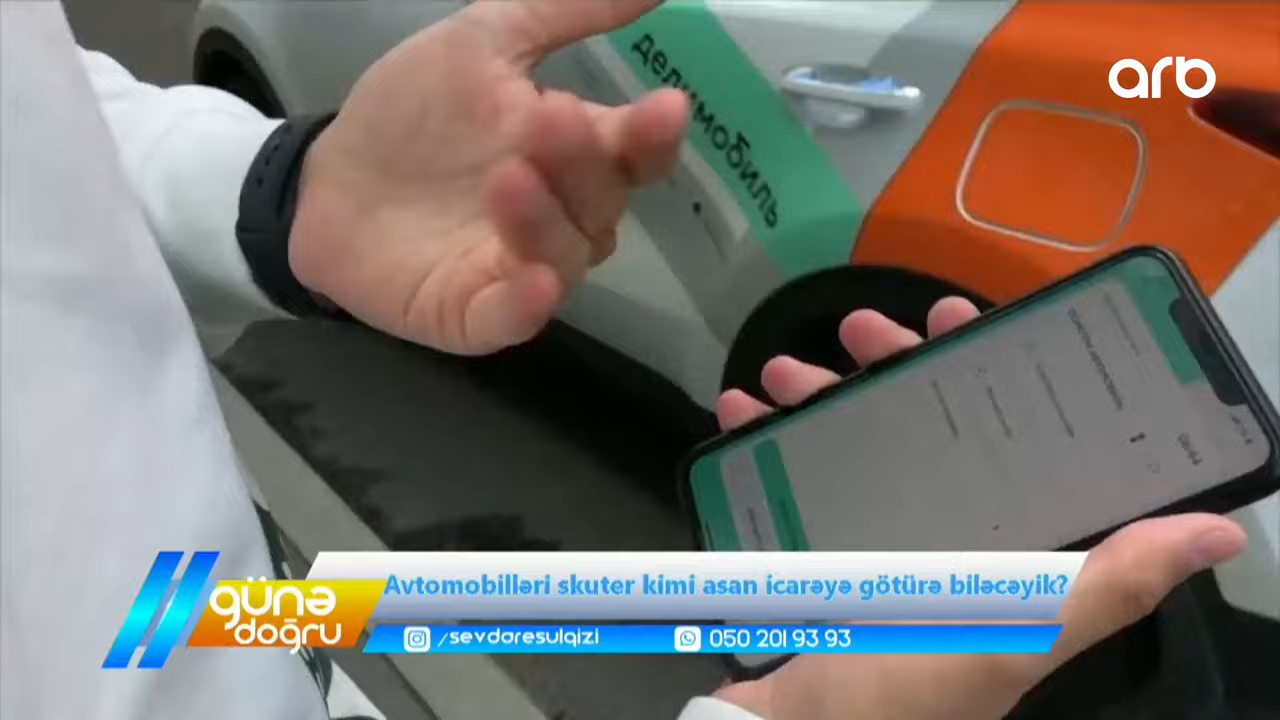 делимобиль
arb
Avtomobilləri skuter kimi asan icarəyə götürə biləcəyik?
günə
doğru
/sevdaresulqizi
050 201 93 93